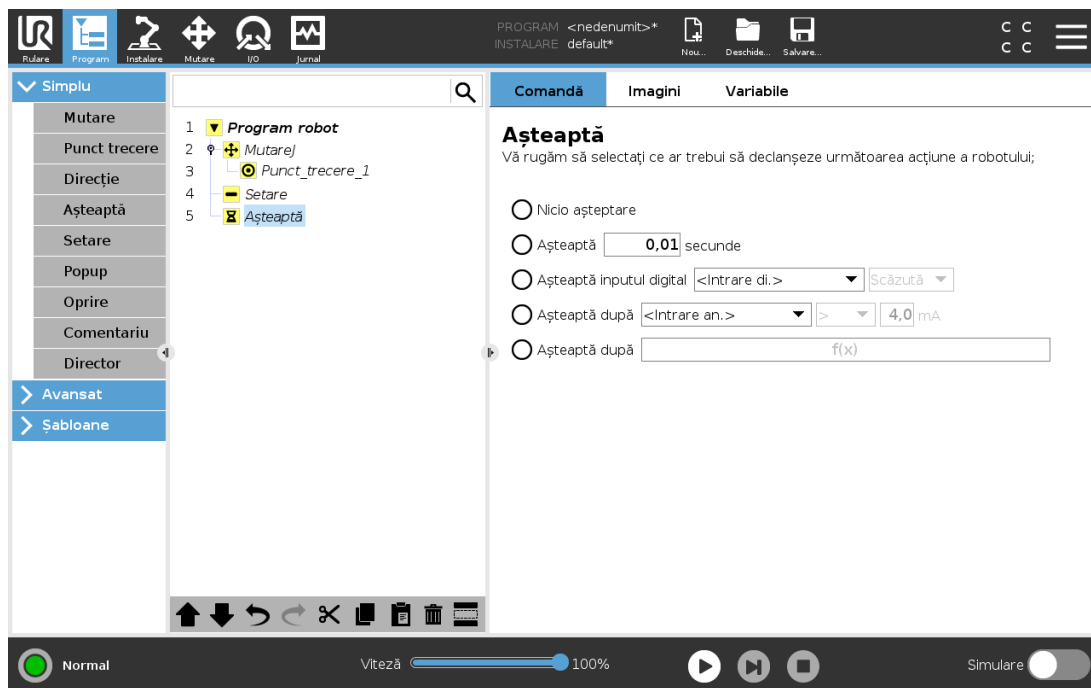 PROGRAM <nedenumit>*
INSTALARE default*
UR
Rulare Program Instalare Mutare I/O Jurnal
Nou... Deschide... Salvare...
C C
C C
Simplu
Mutare
Punct trecere
Direcție
Așteaptă
Setare
Popup
Oprire
Comentariu
Director
Avansat
Șabloane
1 Program robot
2 MutareJ
3 Punct_trecere_1
4 Setare
5 Așteaptă
Comandă Imagini Variabile
Așteaptă
Vă rugăm să selectați ce ar trebui să declanșeze următoarea acțiune a robotului;
Nicio așteptare
Așteaptă 0,01 secunde
Așteaptă inputul digital <Intrare di.> Scăzută
Așteaptă după <Intrare an.> > 4,0 mA
Așteaptă după f(x)
Normal Viteză 100% Simulare